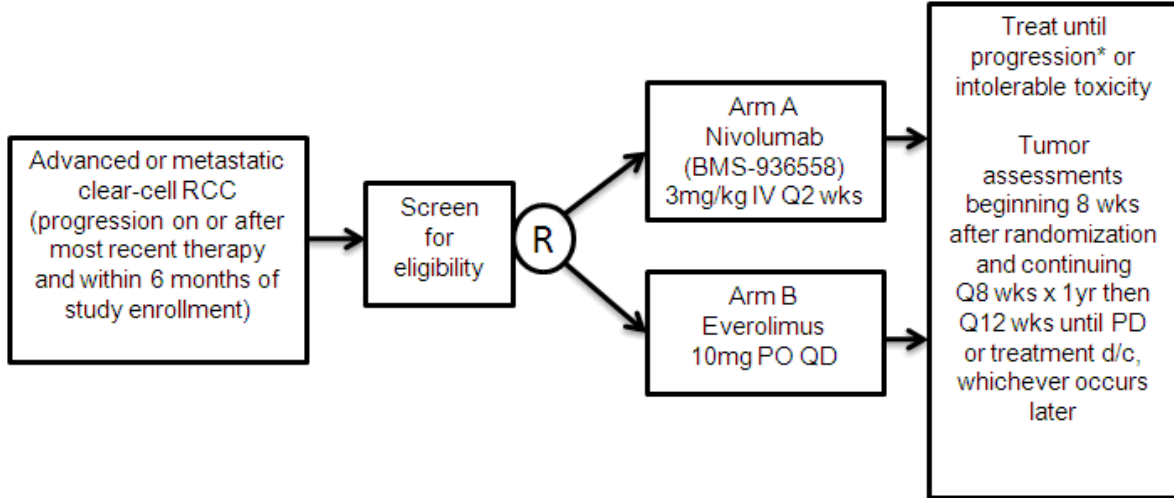 Advanced or metastatic
clear-cell RCC
(progression on or after
most recent therapy
and within 6 months of
study enrollment)
Screen
for
eligibility
R
Arm A
Nivolumab
(BMS-936558)
3mg/kg IV Q2 wks
Arm B
Everolimus
10mg PO QD
Treat until
progression* or
intolerable toxicity
Tumor
assessments
beginning 8 wks
after randomization
and continuing
Q8 wks x 1yr then
Q12 wks until PD
or treatment d/c,
whichever occurs
later